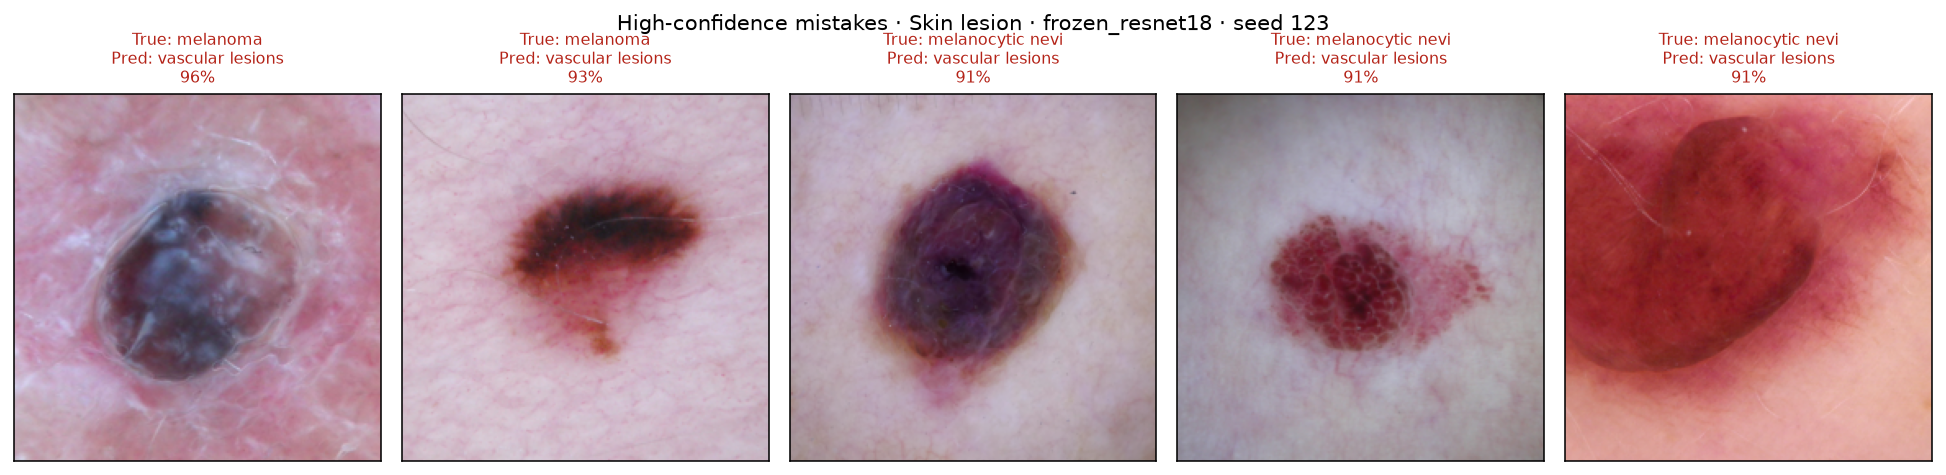 High-confidence mistakes · Skin lesion · frozen_resnet18 · seed 123
True: melanoma
Pred: vascular lesions
96%
True: melanoma
Pred: vascular lesions
93%
True: melanocytic nevi
Pred: vascular lesions
91%
True: melanocytic nevi
Pred: vascular lesions
91%
True: melanocytic nevi
Pred: vascular lesions
91%